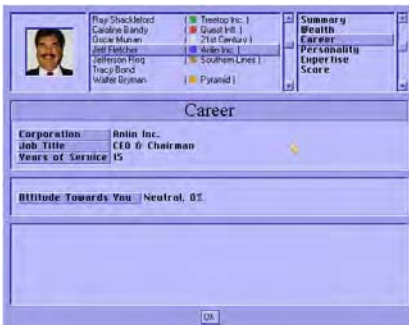 Ray Shackleford ( Treetop Inc. )
Caroline Bandy ( Quest Intl. )
Oscar Munan ( 21st Century )
Jeff Fletcher ( Anlin Inc. )
Jefferson Flog ( Southern Lines )
Tracy Bond
Walter Bryman ( Pyramid )
Summary
Wealth
Career
Personality
Expertise
Score
Career
Corporation Anlin Inc.
Job Title CEO & Chairman
Years of Service 15
Attitude Towards You Neutral, 0%
Ok